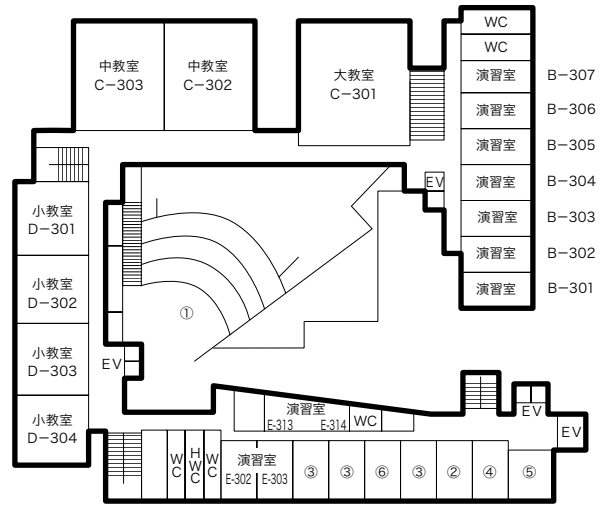 WC
WC
中教室
C－303
中教室
C－302
大教室
C－301
演習室 B－307
演習室 B－306
演習室 B－305
演習室 B－304
演習室 B－303
演習室 B－302
演習室 B－301
EV
小教室
D－301
小教室
D－302
小教室
D－303
小教室
D－304
①
EV
演習室
E-313 E-314
WC
EV
EV
WC
HWC
WC
演習室
E-302 E-303
③
③
⑥
③
②
④
⑤